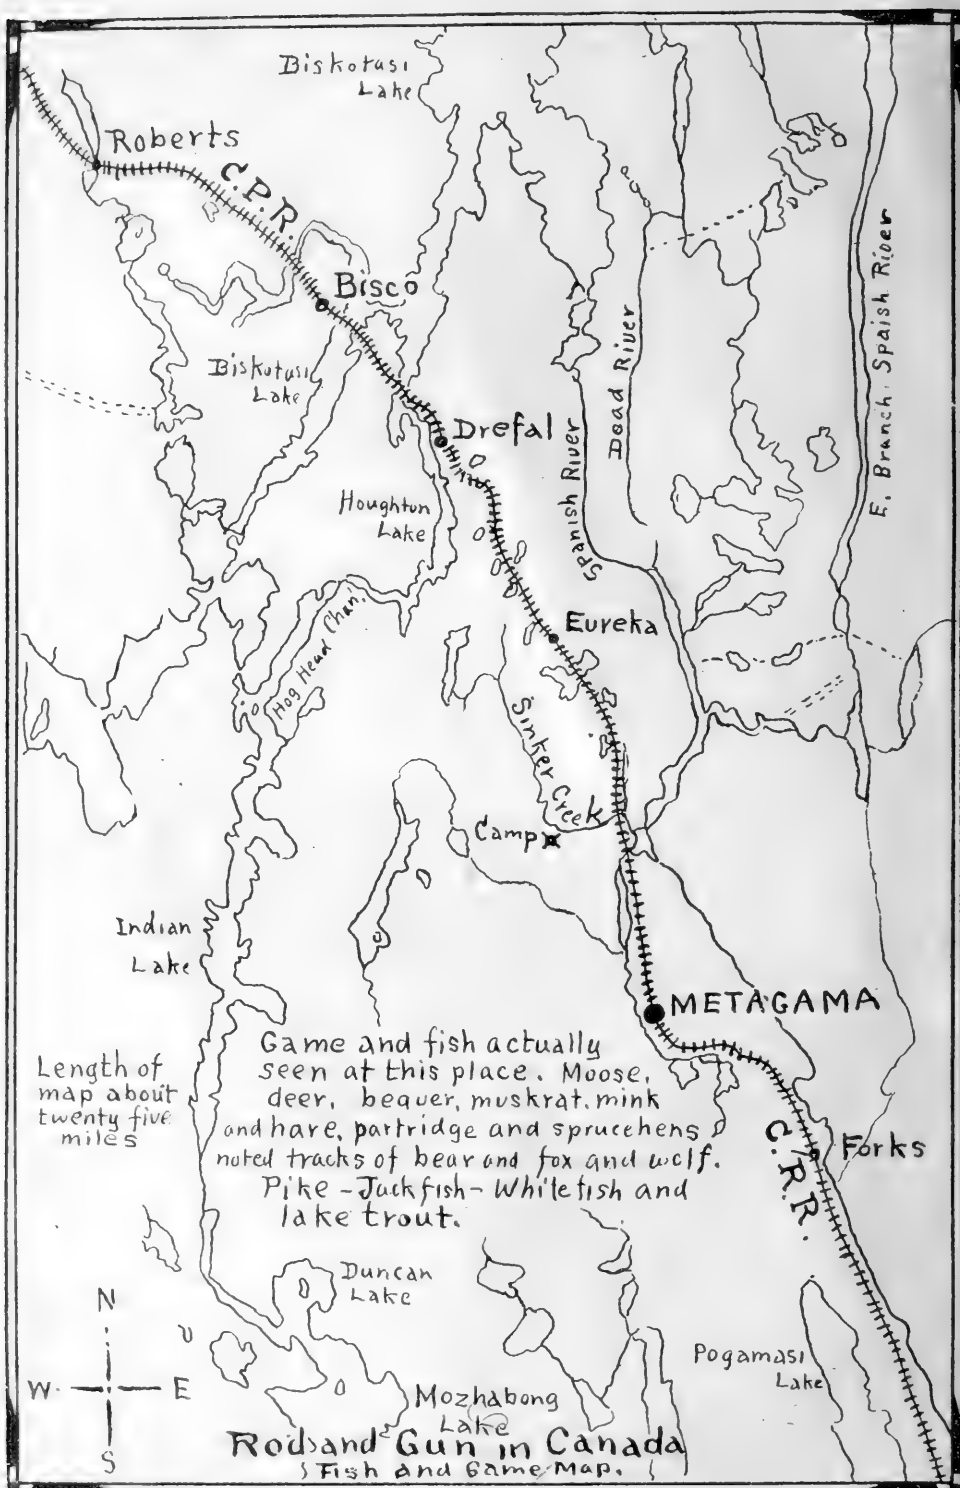 Biskotasi
Lake
Roberts
C.P.R.
Bisco
Biskotasi
Lake
Drefal
Houghton
Lake
Spanish River
Dead River
E. Branch. Spaish River
Eureka
Hog Head Chan.
Sinker Creek
Camp
Indian
Lake
METAGAMA
Length of
map about
twenty five
miles
Game and fish actually
seen at this place. Moose,
deer, beauer, muskrat, mink
and hare, partridge and sprucehens
noted tracks of bear and fox and wolf.
Pike - Jackfish - Whitefish and
lake trout.
Forks
C.P.R.
Duncan
Lake
N
W E
S
Pogamasi
Lake
Mozhabong
Lake
Rod and Gun in Canada
Fish and Game Map.